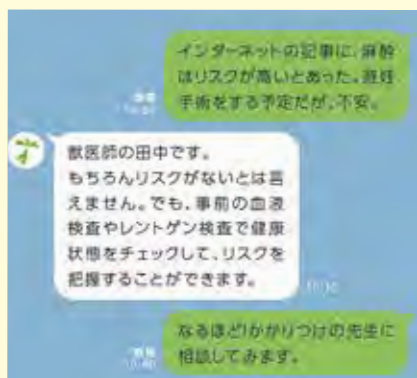 インターネットの記事に、麻酔
はリスクが高いとあった。避妊
手術をする予定だが、不安。
獣医師の田中です。
もちろんリスクがないとは言
えません。でも、事前の血液
検査やレントゲン検査で健康
状態をチェックして、リスクを
把握することができます。
なるほど!かかりつけの先生に
相談してみます。